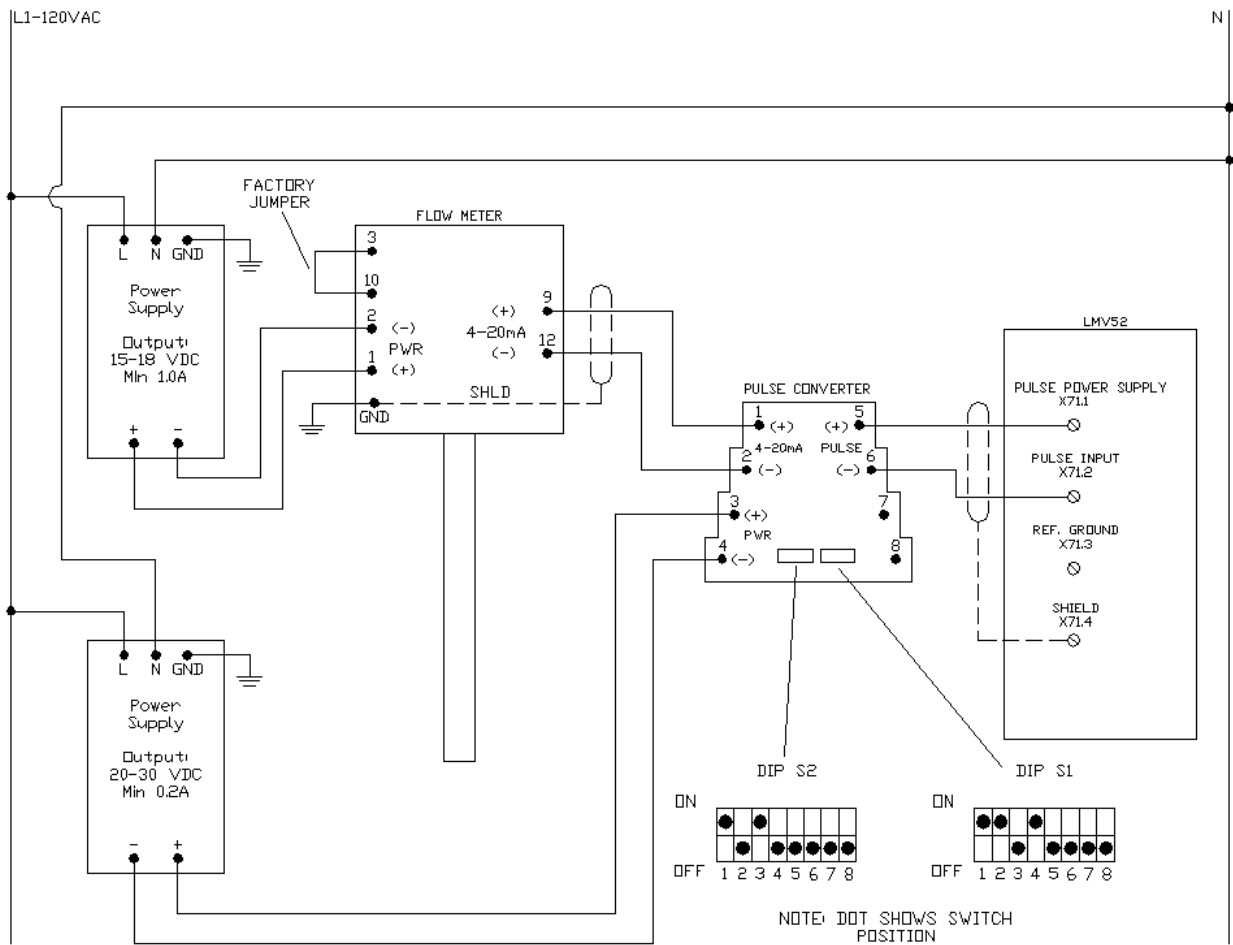 L1-120VAC
N
FACTORY
JUMPER
FLOW METER
L N GND
Power
Supply
Output:
15-18 VDC
Min 1.0A
+ -
3
10
2 (-)
PWR
1 (+)
GND
SHLD
9
(+)
4-20mA
12
(-)
PULSE CONVERTER
1 (+)
4-20mA
2 (-)
3 (+)
PWR
4 (-)
5 (+)
PULSE
6 (-)
7
8
LMV52
PULSE POWER SUPPLY
X71.1
PULSE INPUT
X71.2
REF. GROUND
X71.3
SHIELD
X71.4
L N GND
Power
Supply
Output:
20-30 VDC
Min 0.2A
- +
DIP S2
ON
OFF 1 2 3 4 5 6 7 8
DIP S1
ON
OFF 1 2 3 4 5 6 7 8
NOTE: DOT SHOWS SWITCH
POSITION